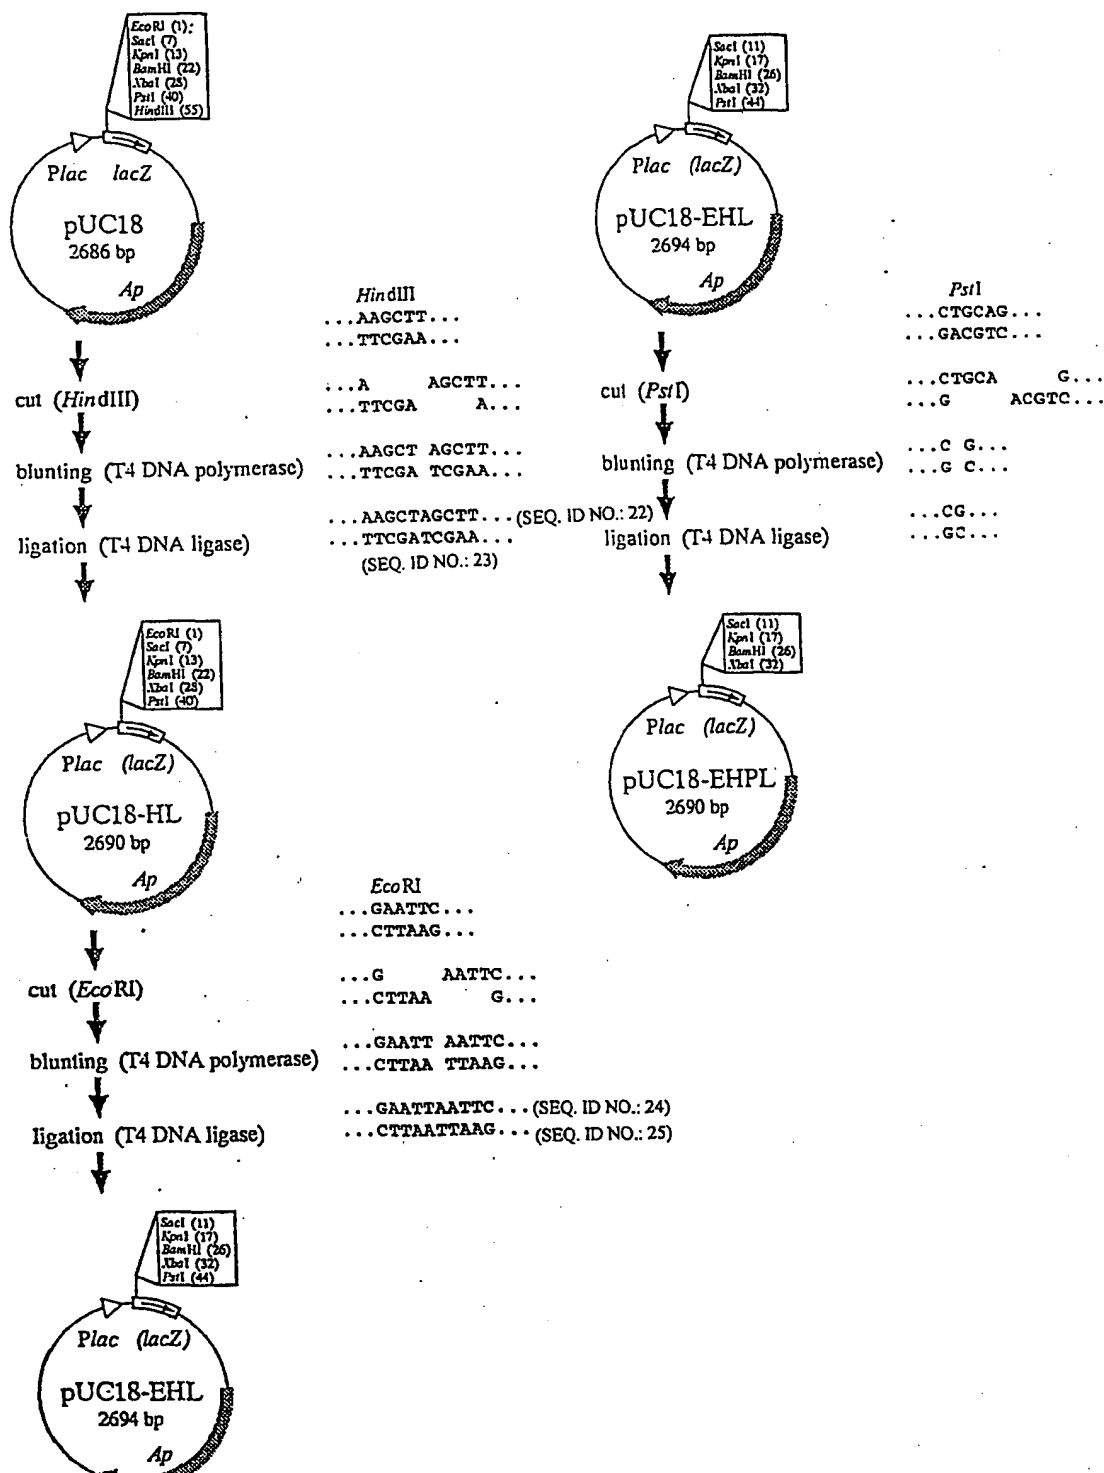 EcoRI (1);
SacI (7)
KpnI (13)
BamHI (22)
XbaI (28)
PstI (40)
HindIII (55)
Plac lacZ
pUC18
2686 bp
Ap
HindIII
...AAGCTT...
...TTCGAA...
cut (HindIII)
...A AGCTT...
...TTCGA A...
blunting (T4 DNA polymerase)
...AAGCT AGCTT...
...TTCGA TCGAA...
ligation (T4 DNA ligase)
...AAGCTAGCTT...(SEQ. ID NO.: 22)
...TTCGATCGAA...
(SEQ. ID NO.: 23)
EcoRI (1)
SacI (7)
KpnI (13)
BamHI (22)
XbaI (28)
PstI (40)
Plac (lacZ)
pUC18-HL
2690 bp
Ap
EcoRI
...GAATTC...
...CTTAAG...
cut (EcoRI)
...G AATTC...
...CTTAA G...
blunting (T4 DNA polymerase)
...GAATT AATTC...
...CTTAA TTAAG...
ligation (T4 DNA ligase)
...GAATTAATTC...(SEQ. ID NO.: 24)
...CTTAATTAAG...(SEQ. ID NO.: 25)
SacI (11)
KpnI (17)
BamHI (26)
XbaI (32)
PstI (44)
Plac (lacZ)
pUC18-EHL
2694 bp
Ap
SacI (11)
KpnI (17)
BamHI (26)
XbaI (32)
PstI (44)
Plac (lacZ)
pUC18-EHL
2694 bp
Ap
PstI
...CTGCAG...
...GACGTC...
cut (PstI)
...CTGCA G...
...G ACGTC...
blunting (T4 DNA polymerase)
...C G...
...G C...
ligation (T4 DNA ligase)
...CG...
...GC...
SacI (11)
KpnI (17)
BamHI (26)
XbaI (32)
Plac (lacZ)
pUC18-EHPL
2690 bp
Ap